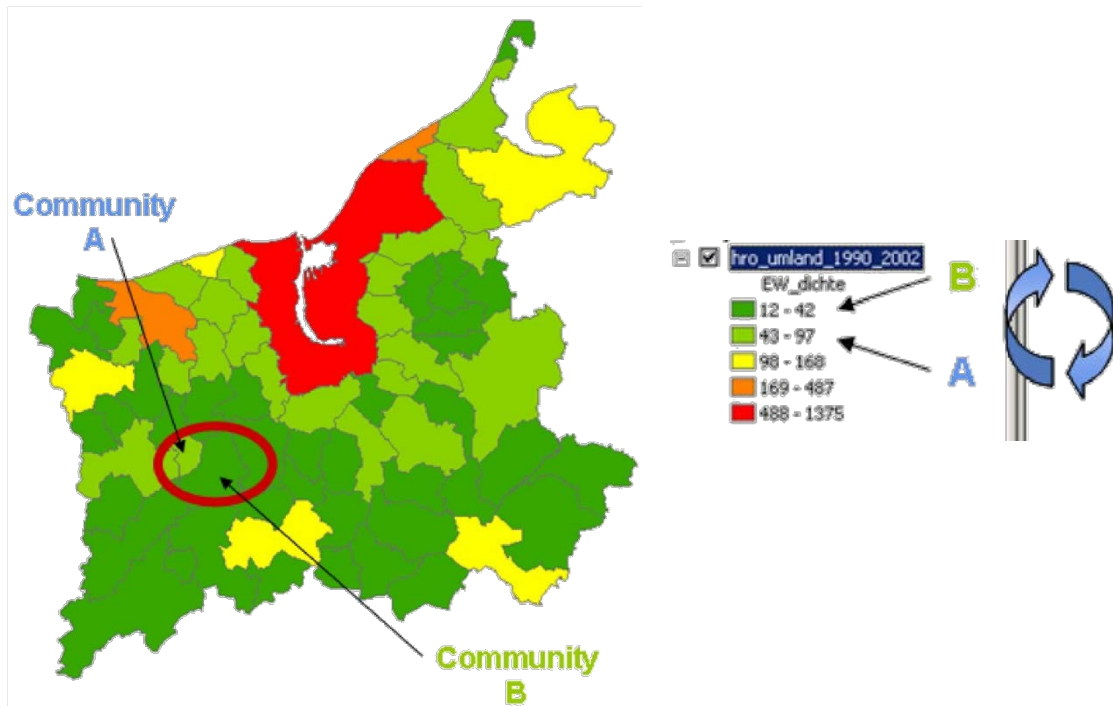 Community
A
Community
B
hro_umland_1990_2002
EW_dichte
12 - 42
43 - 97
98 - 168
169 - 487
488 - 1375
B
A